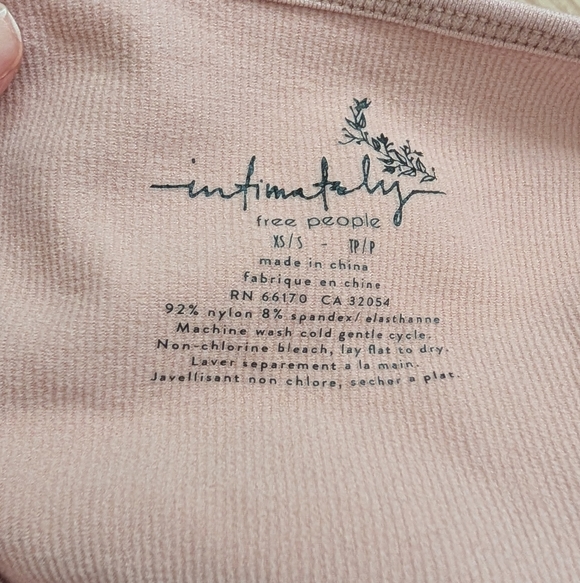 intimately
free people
XS/S - TP/P
made in china
fabrique en chine
RN 66170 CA 32054
92% nylon 8% spandex/elasthanne
Machine wash cold gentle cycle.
Non-chlorine bleach, lay flat to dry.
Laver separement a la main.
Javellisant non chlore, secher a plat.